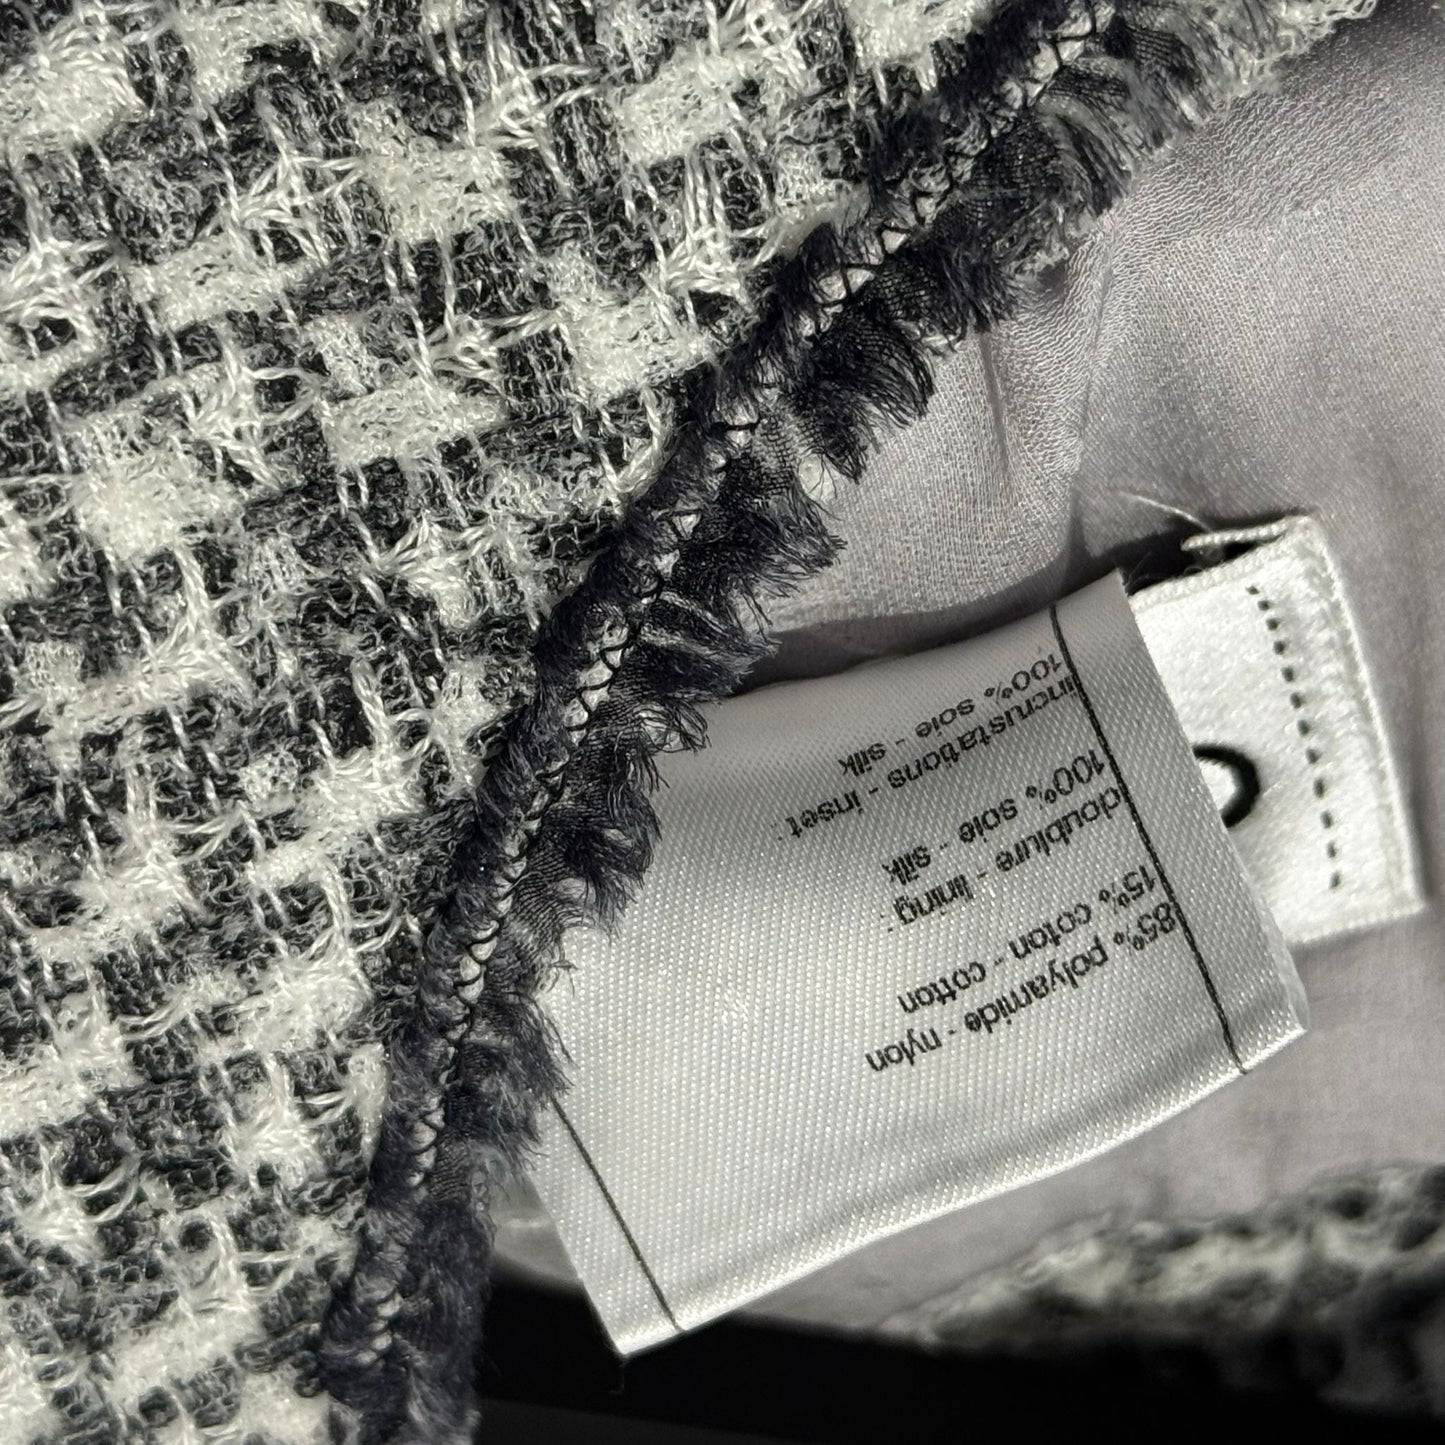 85% polyamide - nylon
15% coton - cotton
doublure - lining :
100% soie - silk
incrustations - inset :
100% soie - silk